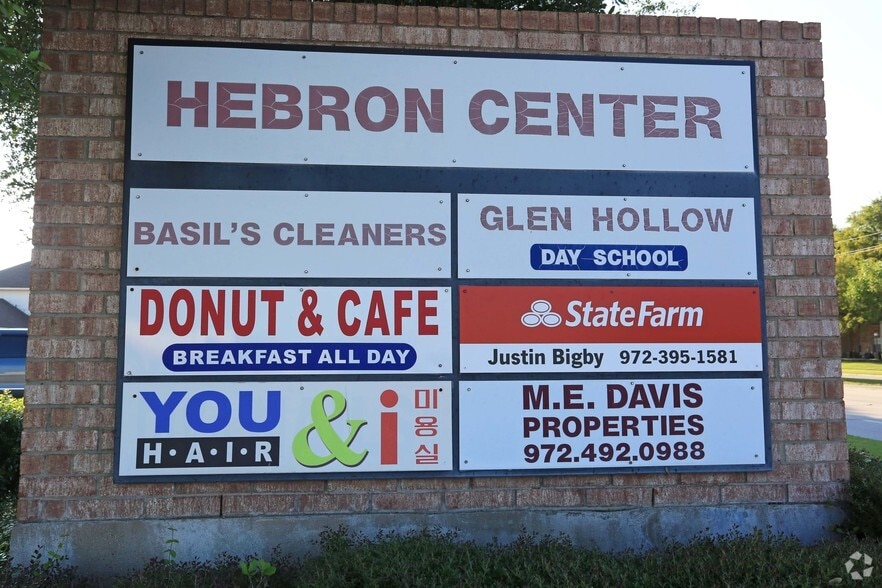 HEBRON CENTER
BASIL'S CLEANERS
GLEN HOLLOW
DAY SCHOOL
DONUT & CAFE
BREAKFAST ALL DAY
StateFarm
Justin Bigby 972-395-1581
YOU & i 미용실
H·A·I·R
M.E. DAVIS
PROPERTIES
972.492.0988